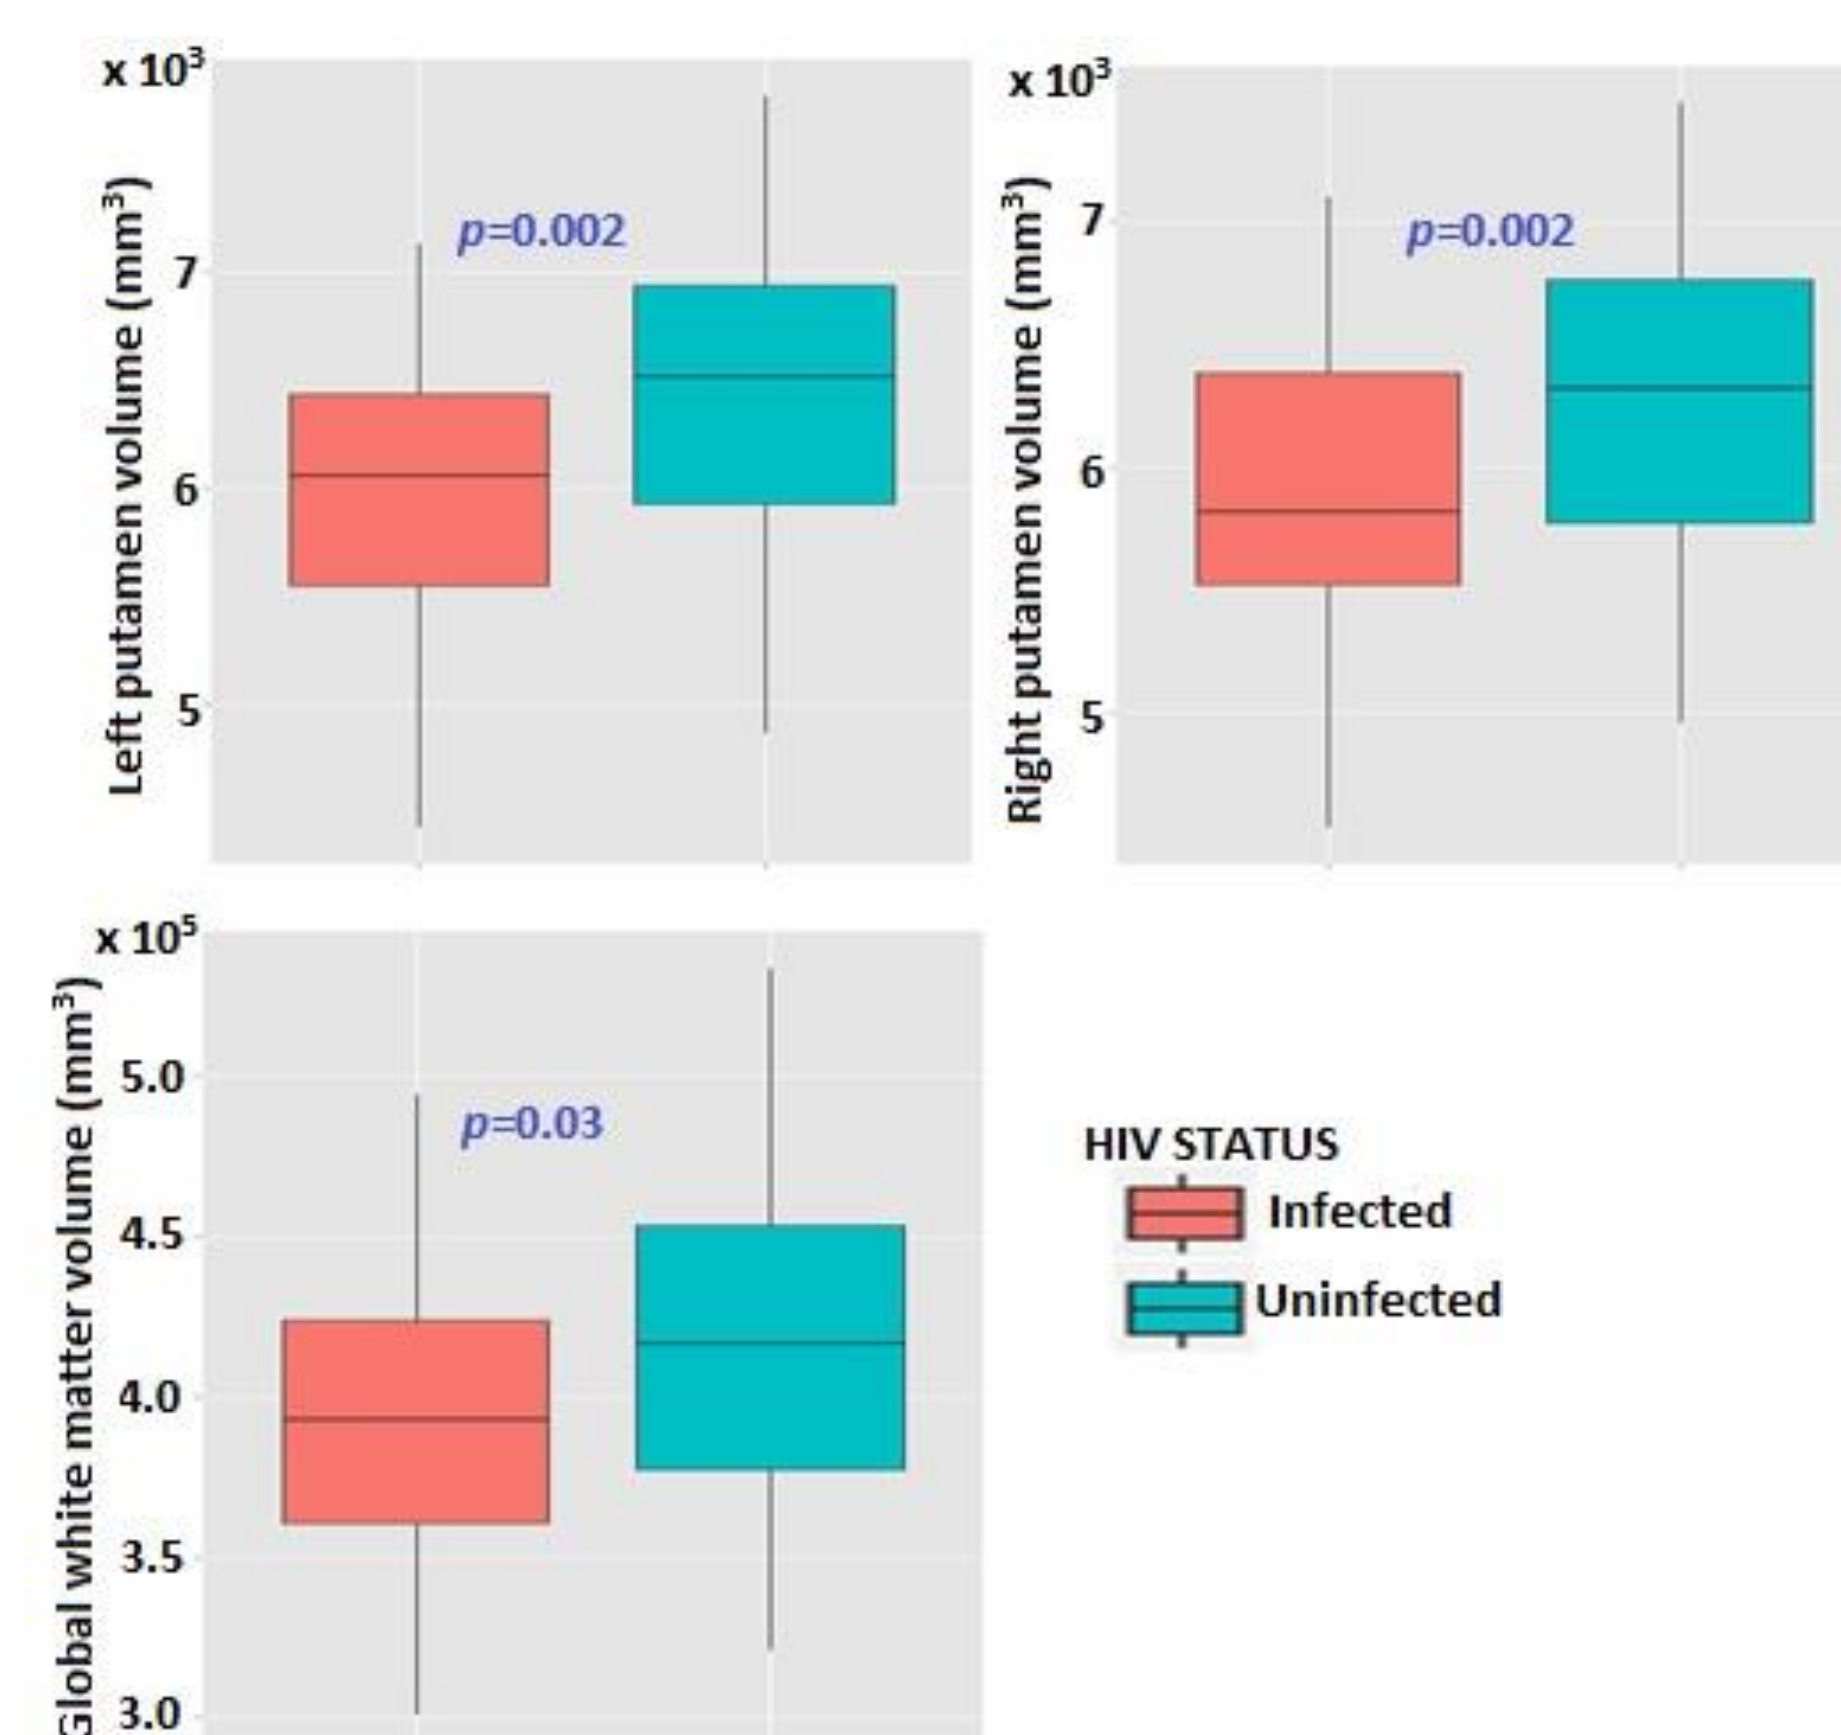 x 10³
Left putamen volume (mm³)
p=0.002
7
6
5
x 10³
Right putamen volume (mm³)
p=0.002
7
6
5
x 10⁵
Global white matter volume (mm³)
p=0.03
5.0
4.5
4.0
3.5
3.0
HIV STATUS
Infected
Uninfected